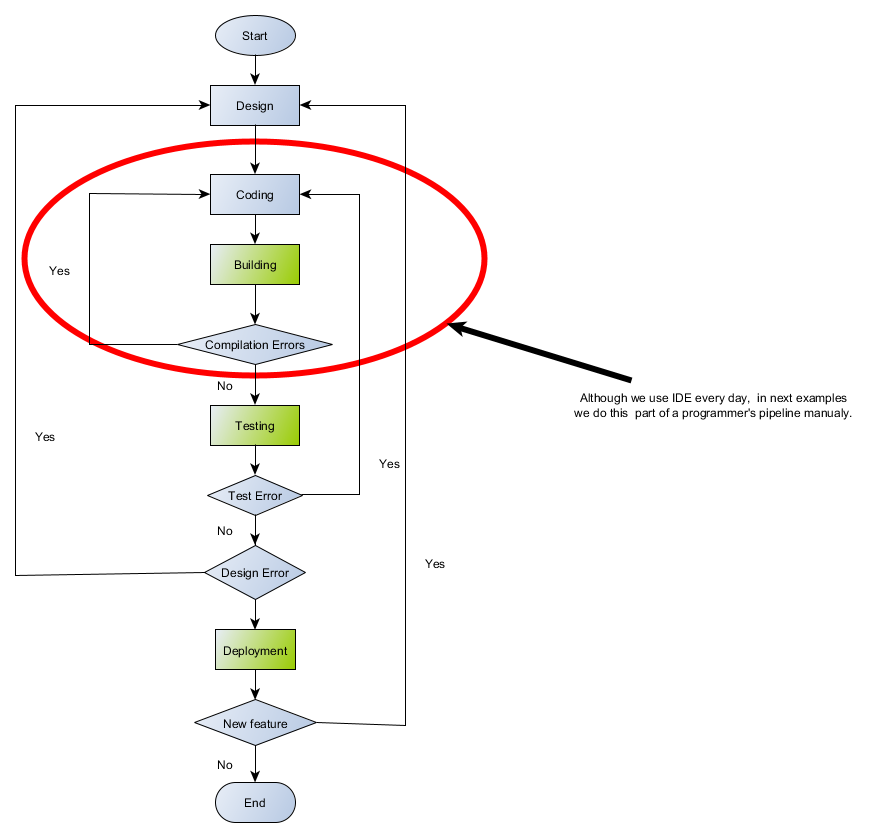 Start
Design
Coding
Building
Yes
Compilation Errors
No
Although we use IDE every day,  in next examples
we do this  part of a programmer's pipeline manualy.
Testing
Yes
Yes
Test Error
No
Yes
Design Error
Deployment
New feature
No
End